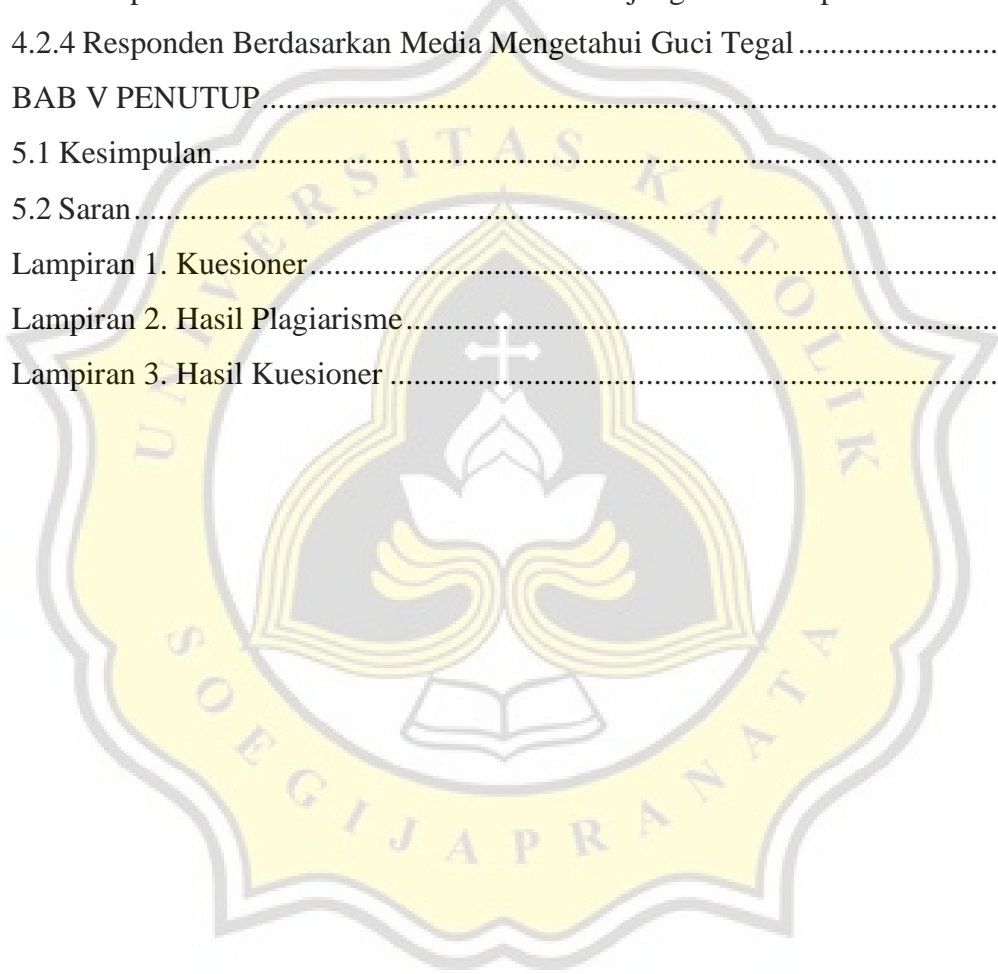 4.2.4 Responden Berdasarkan Media Mengetahui Guci Tegal ........................
BAB V PENUTUP........................
5.1 Kesimpulan........................
5.2 Saran........................
Lampiran 1. Kuesioner........................
Lampiran 2. Hasil Plagiarisme........................
Lampiran 3. Hasil Kuesioner ........................
UNIVERSITAS KATOLIK
SOEGIJAPRANATA